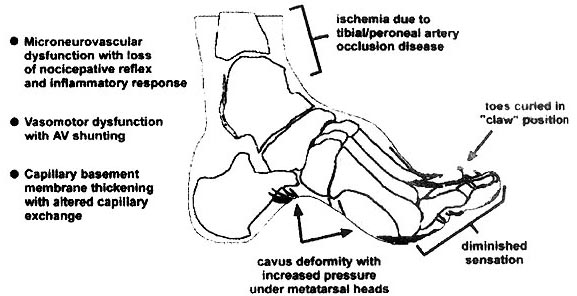 ● Microneurovascular
dysfunction with loss
of nocicepative reflex
and inflammatory response
● Vasomotor dysfunction
with AV shunting
● Capillary basement
membrane thickening
with altered capillary
exchange
ischemia due to
tibial/peroneal artery
occlusion disease
toes curled in
"claw" position
diminished
sensation
cavus deformity with
increased pressure
under metatarsal heads